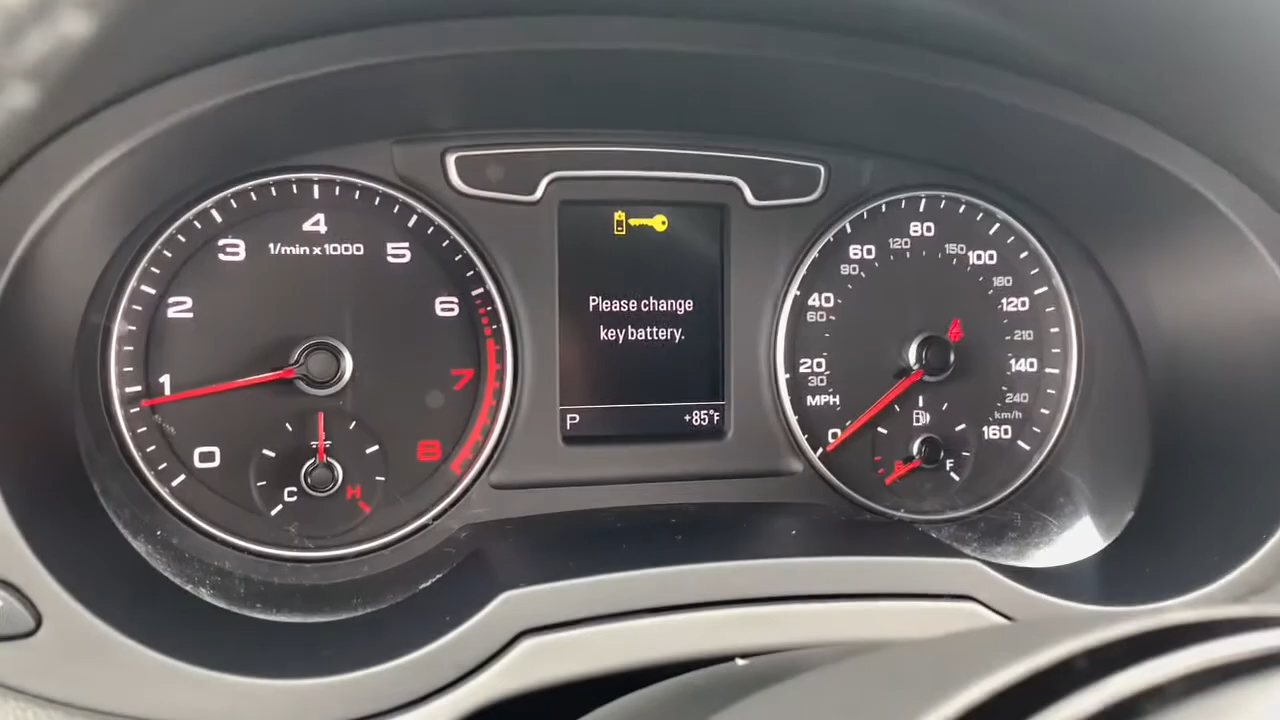 0
1
2
3
4
5
6
7
8
1/min x 1000
C
H
Please change
key battery.
P
+85°F
0
20
40
60
80
100
120
140
160
MPH
30
60
90
120
150
180
210
240
km/h
F